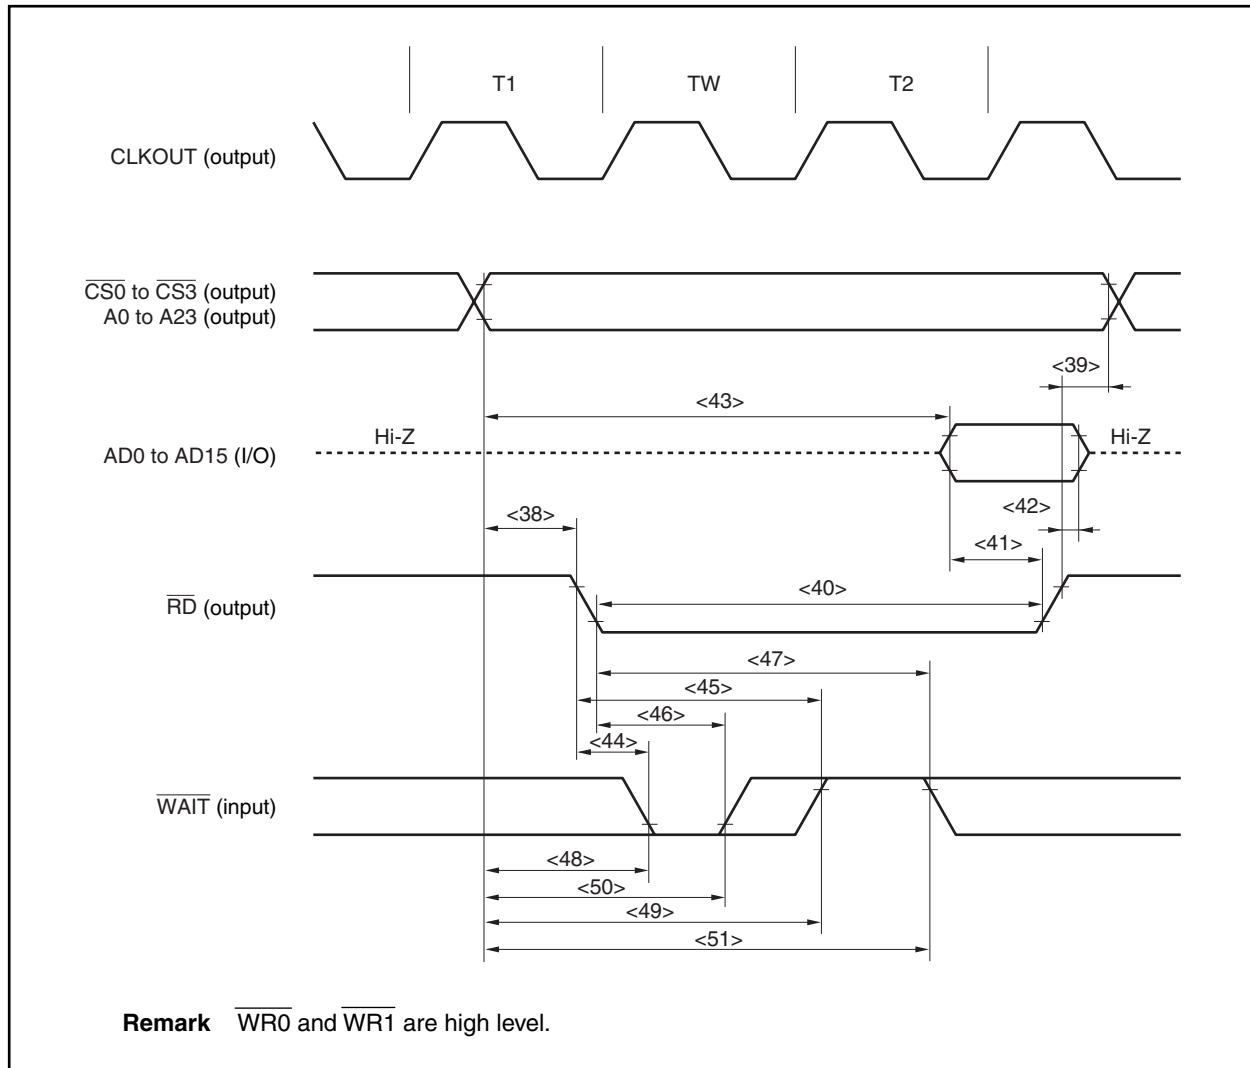 T1 TW T2
CLKOUT (output)
CS0 to CS3 (output)
A0 to A23 (output)
<39>
<43>
Hi-Z Hi-Z
AD0 to AD15 (I/O)
<42>
<38>
<41>
<40>
RD (output)
<47>
<45>
<46>
<44>
WAIT (input)
<48>
<50>
<49>
<51>
Remark WR0 and WR1 are high level.